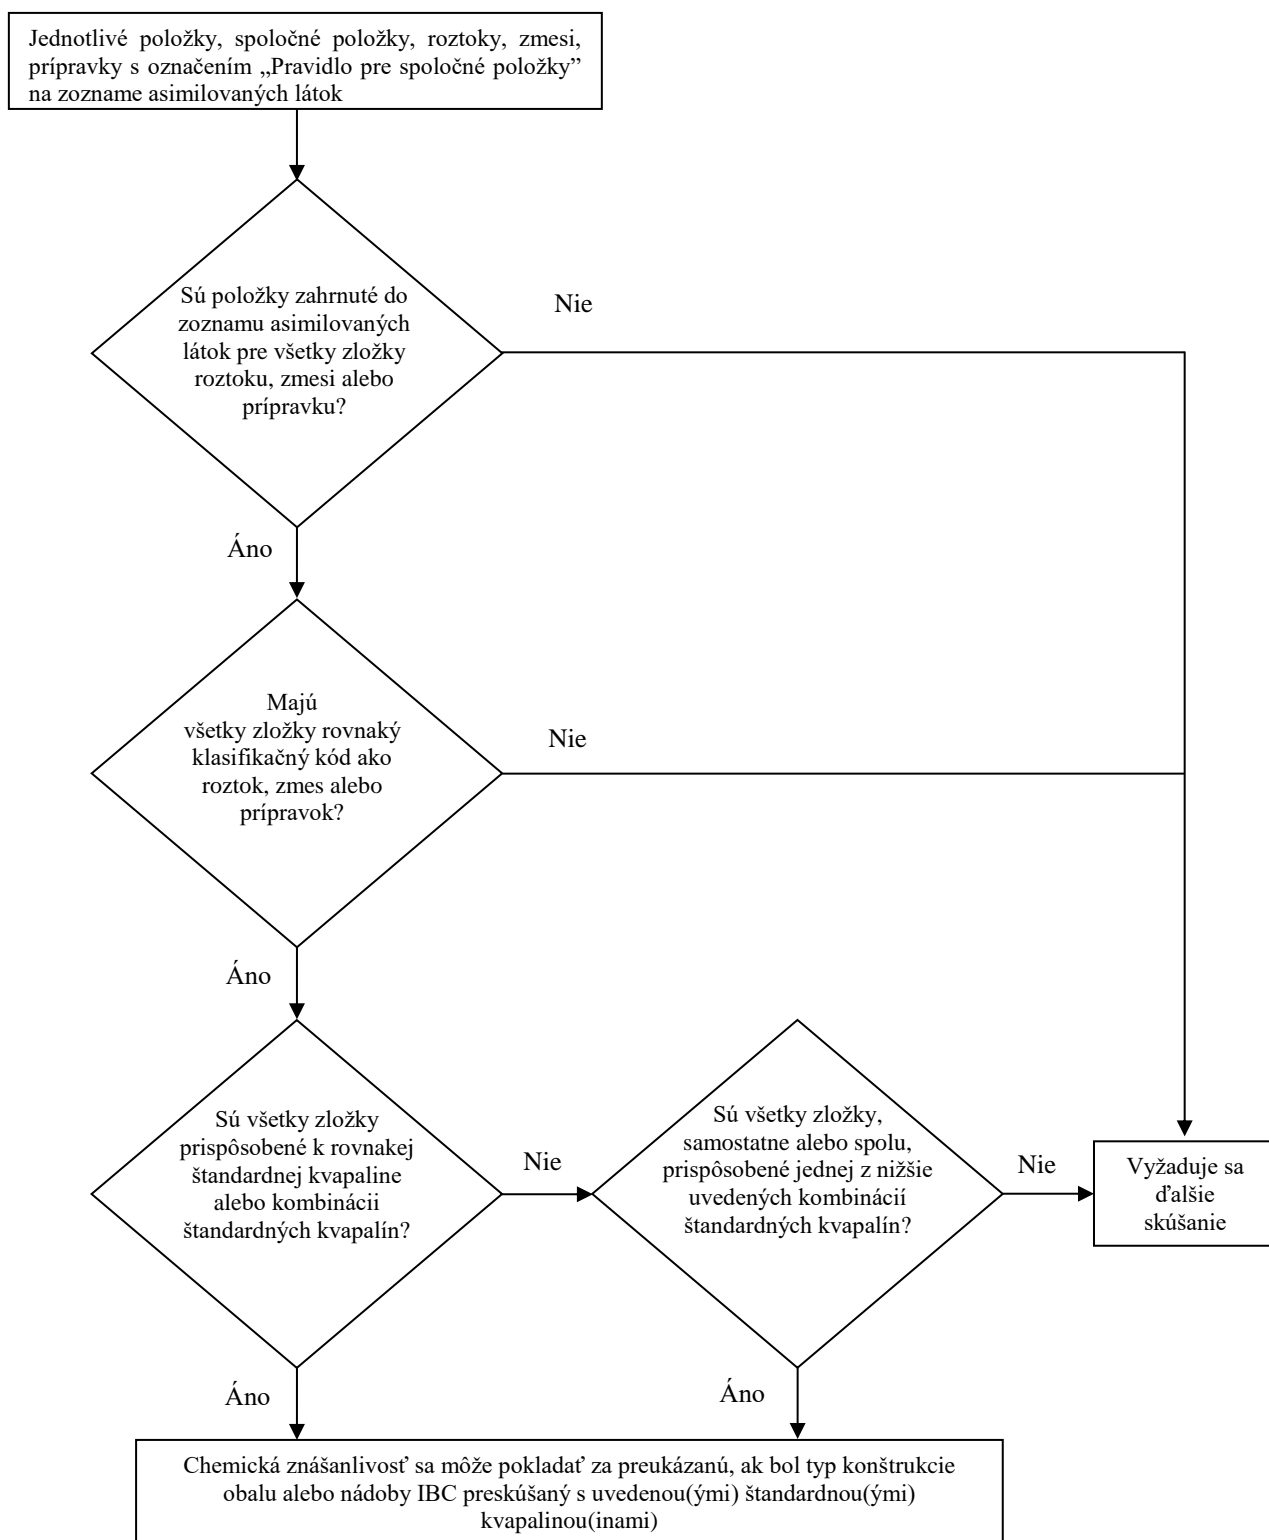 Jednotlivé položky, spoločné položky, roztoky, zmesi,
prípravky s označením „Pravidlo pre spoločné položky”
na zozname asimilovaných látok
Sú položky zahrnuté do
zoznamu asimilovaných
látok pre všetky zložky
roztoku, zmesi alebo
prípravku?
Nie
Áno
Majú
všetky zložky rovnaký
klasifikačný kód ako
roztok, zmes alebo
prípravok?
Nie
Áno
Sú všetky zložky
prispôsobené k rovnakej
štandardnej kvapaline
alebo kombinácii
štandardných kvapalín?
Nie
Sú všetky zložky,
samostatne alebo spolu,
prispôsobené jednej z nižšie
uvedených kombinácií
štandardných kvapalín?
Nie
Vyžaduje sa
ďalšie
skúšanie
Áno
Áno
Chemická znášanlivosť sa môže pokladať za preukázanú, ak bol typ konštrukcie
obalu alebo nádoby IBC preskúšaný s uvedenou(ými) štandardnou(ými)
kvapalinou(inami)